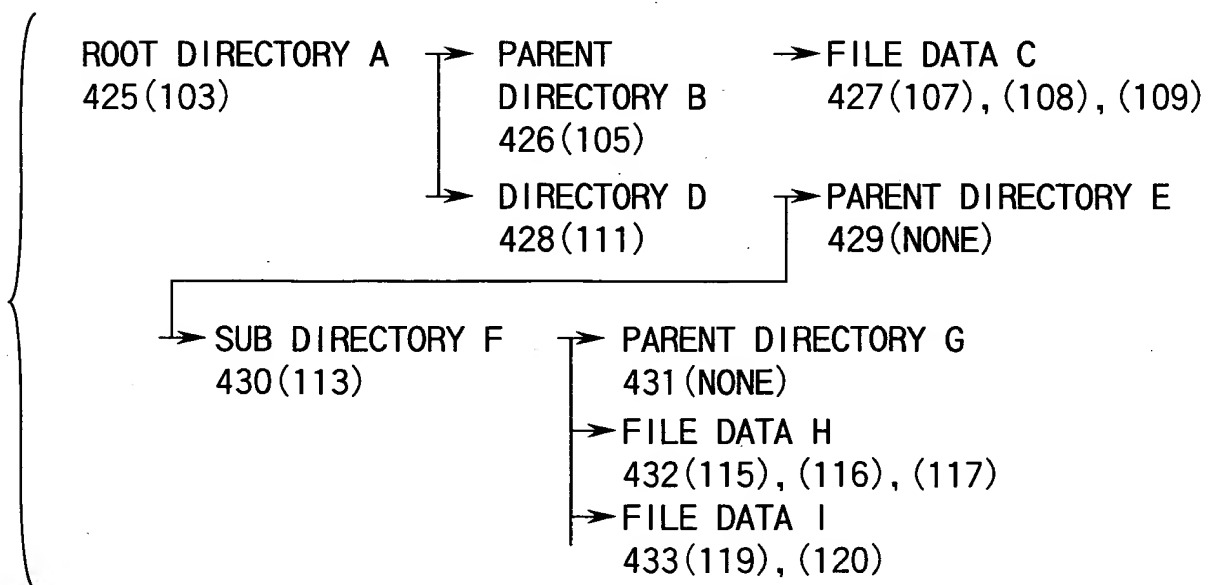 ROOT DIRECTORY A
425(103)
PARENT
DIRECTORY B
426(105)
FILE DATA C
427(107), (108), (109)
DIRECTORY D
428(111)
PARENT DIRECTORY E
429(NONE)
SUB DIRECTORY F
430(113)
PARENT DIRECTORY G
431(NONE)
FILE DATA H
432(115), (116), (117)
FILE DATA I
433(119), (120)